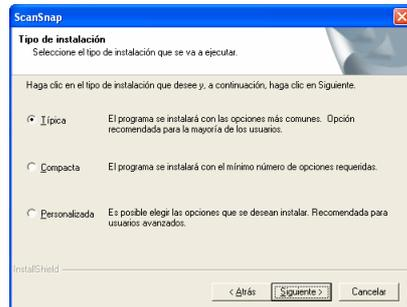 ScanSnap
Tipo de instalación
Seleccione el tipo de instalación que se va a ejecutar.
Haga clic en el tipo de instalación que desee y, a continuación, haga clic en Siguiente.
Típica
El programa se instalará con las opciones más comunes. Opción
recomendada para la mayoría de los usuarios.
Compacta
El programa se instalará con el mínimo número de opciones requeridas.
Personalizada
Es posible elegir las opciones que se desean instalar. Recomendada para
usuarios avanzados.
InstallShield
< Atrás
Siguiente >
Cancelar